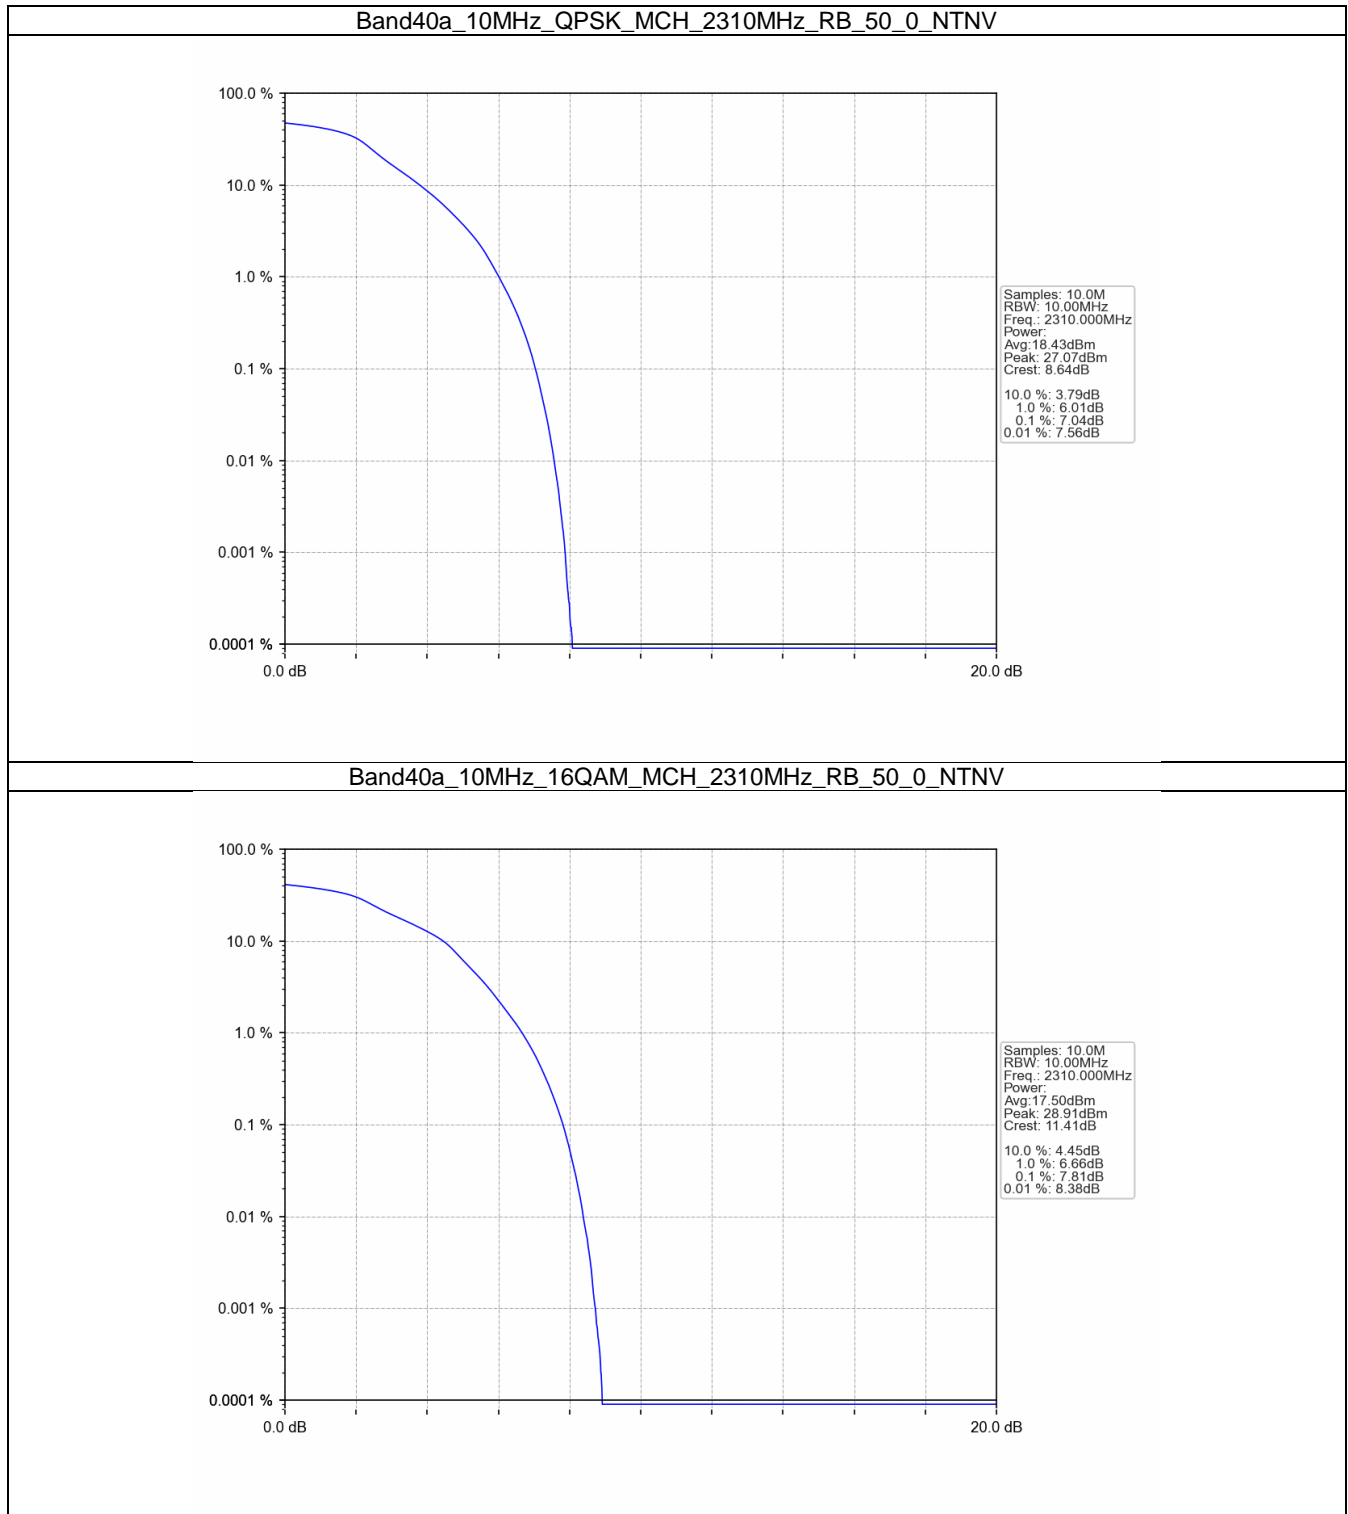 Band40a_10MHz_QPSK_MCH_2310MHz_RB_50_0_NTNV
100.0 %
10.0 %
1.0 %
0.1 %
0.01 %
0.001 %
0.0001 %
0.0 dB
20.0 dB
Samples: 10.0M
RBW: 10.00MHz
Freq.: 2310.000MHz
Power:
Avg:18.43dBm
Peak: 27.07dBm
Crest: 8.64dB
10.0 %: 3.79dB
1.0 %: 6.01dB
0.1 %: 7.04dB
0.01 %: 7.56dB
Band40a_10MHz_16QAM_MCH_2310MHz_RB_50_0_NTNV
100.0 %
10.0 %
1.0 %
0.1 %
0.01 %
0.001 %
0.0001 %
0.0 dB
20.0 dB
Samples: 10.0M
RBW: 10.00MHz
Freq.: 2310.000MHz
Power:
Avg:17.50dBm
Peak: 28.91dBm
Crest: 11.41dB
10.0 %: 4.45dB
1.0 %: 6.66dB
0.1 %: 7.81dB
0.01 %: 8.38dB